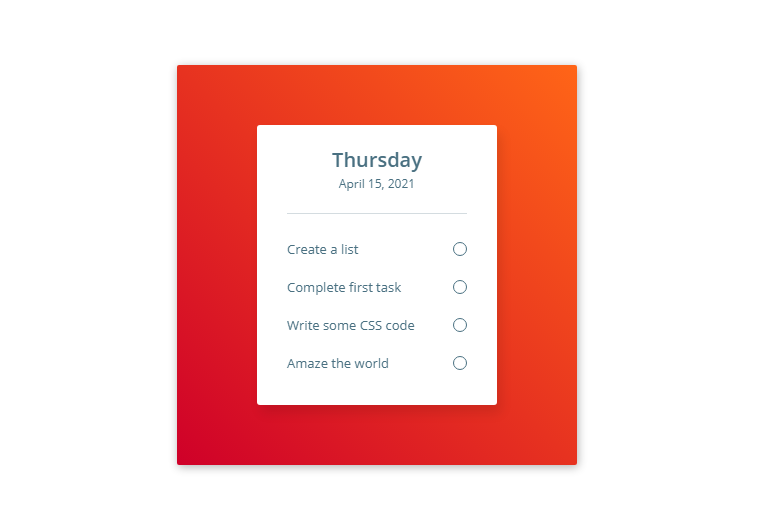 Thursday
April 15, 2021
Create a list
Complete first task
Write some CSS code
Amaze the world